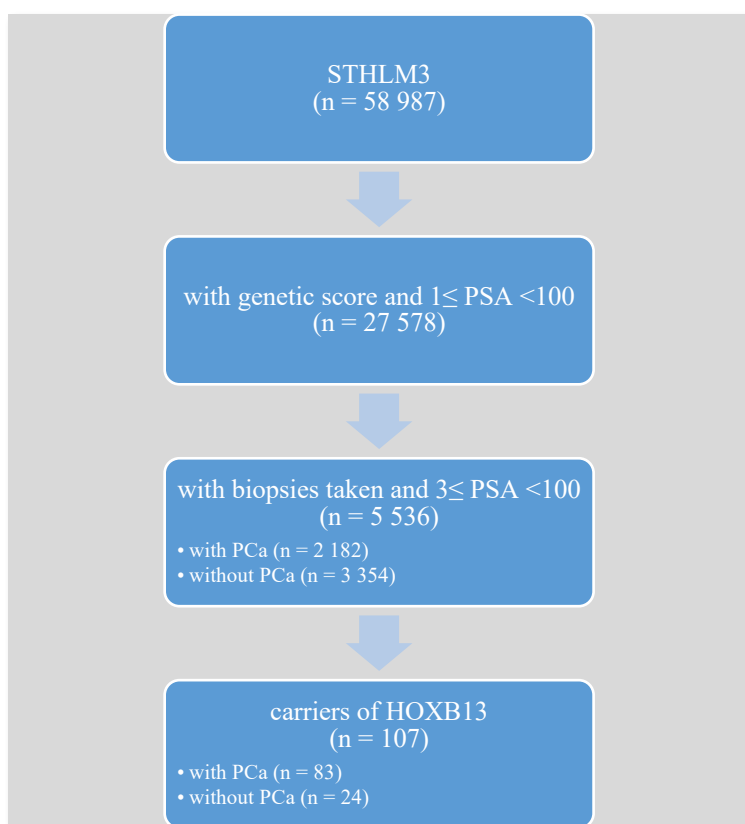 STHLM3
(n = 58 987)
with genetic score and 1≤ PSA <100
(n = 27 578)
with biopsies taken and 3≤ PSA <100
(n = 5 536)
• with PCa (n = 2 182)
• without PCa (n = 3 354)
carriers of HOXB13
(n = 107)
• with PCa (n = 83)
• without PCa (n = 24)